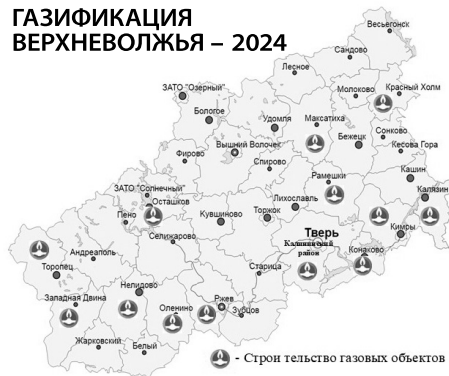 ГАЗИФИКАЦИЯ
ВЕРХНЕВОЛЖЬЯ – 2024
Весьегонск
Сандово
Лесное
ЗАТО "Озерный"
Молоково
Красный Холм
Бологое
Удомля
Максатиха
Бежецк
Сонково
Кесова Гора
Вышний Волочек
Фирово
Спирово
Рамешки
Кашин
Калязин
ЗАТО "Солнечный"
Осташков
Пено
Кувшиново
Лихославль
Торжок
Тверь
Калининский
район
Кимры
Конаково
Селижарово
Андреаполь
Торопец
Старица
Западная Двина
Нелидово
Оленино
Ржев
Зубцов
Жарковский
Белый
- Строи тельство газовых объектов